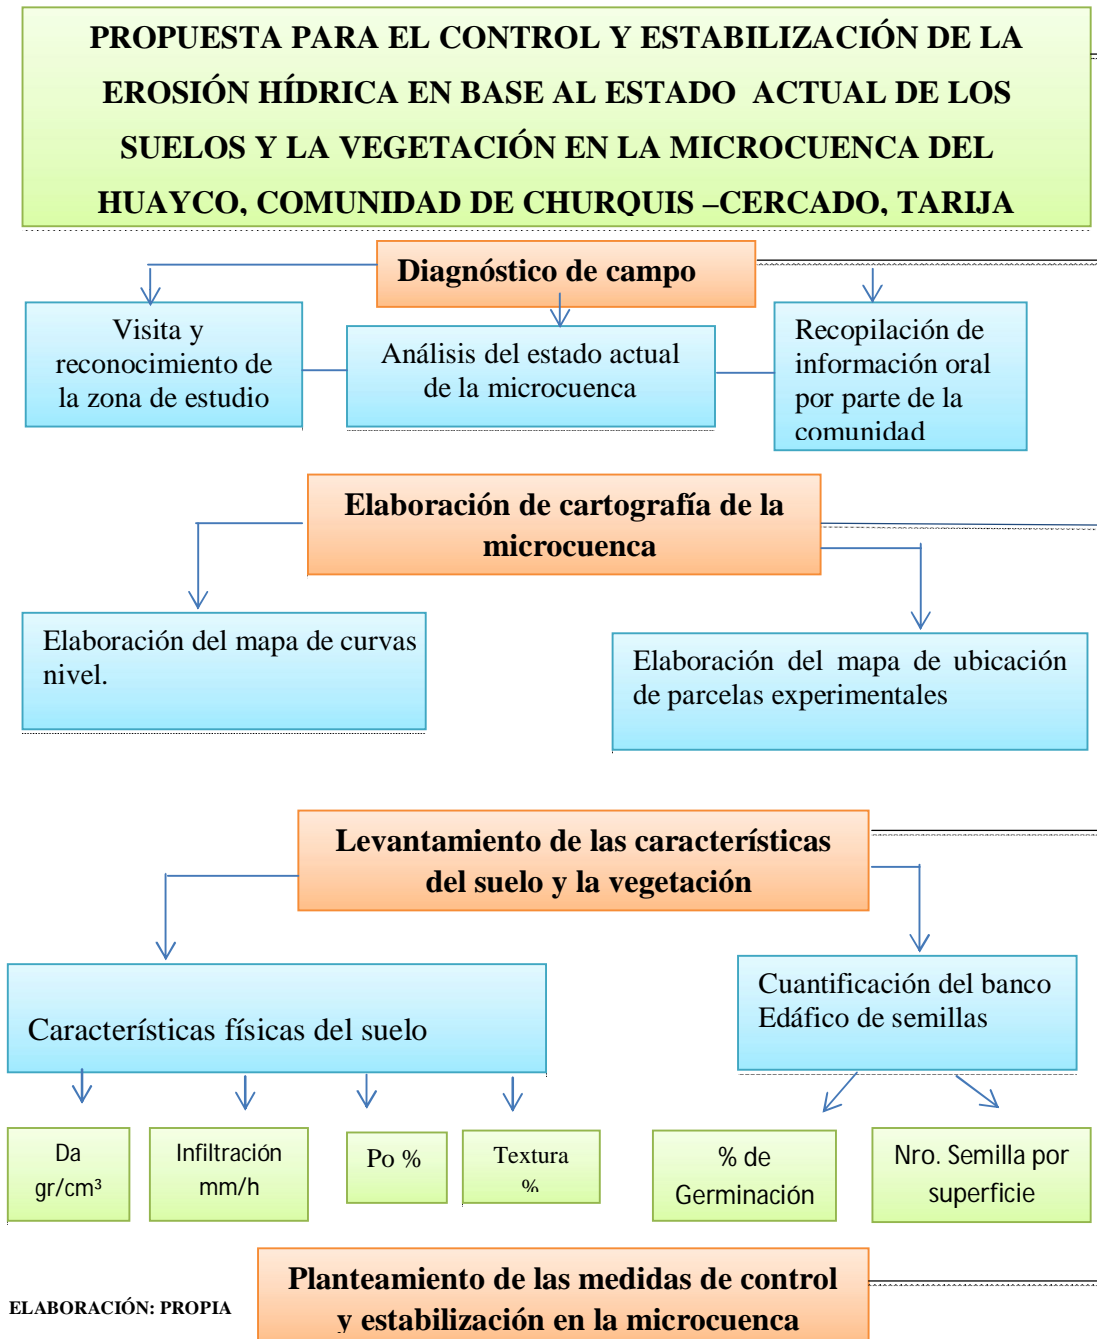 PROPUESTA PARA EL CONTROL Y ESTABILIZACIÓN DE LA
EROSIÓN HÍDRICA EN BASE AL ESTADO ACTUAL DE LOS
SUELOS Y LA VEGETACIÓN EN LA MICROCUENCA DEL
HUAYCO, COMUNIDAD DE CHURQUIS –CERCADO, TARIJA
Diagnóstico de campo
Visita y
reconocimiento de
la zona de estudio
Análisis del estado actual
de la microcuenca
Recopilación de
información oral
por parte de la
comunidad
Elaboración de cartografía de la
microcuenca
Elaboración del mapa de curvas
nivel.
Elaboración del mapa de ubicación
de parcelas experimentales
Levantamiento de las características
del suelo y la vegetación
Características físicas del suelo
Cuantificación del banco
Edáfico de semillas
Da
gr/cm³
Infiltración
mm/h
Po %
Textura
%
% de
Germinación
Nro. Semilla por
superficie
Planteamiento de las medidas de control
y estabilización en la microcuenca
ELABORACIÓN: PROPIA